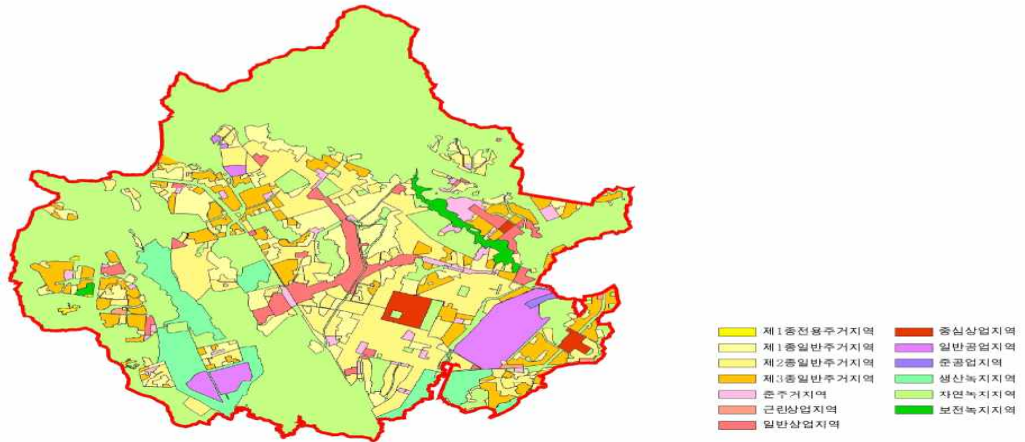 제1종전용주거지역
제1종일반주거지역
제2종일반주거지역
제3종일반주거지역
준주거지역
근린상업지역
일반상업지역
중심상업지역
일반공업지역
준공업지역
생산녹지지역
자연녹지지역
보전녹지지역